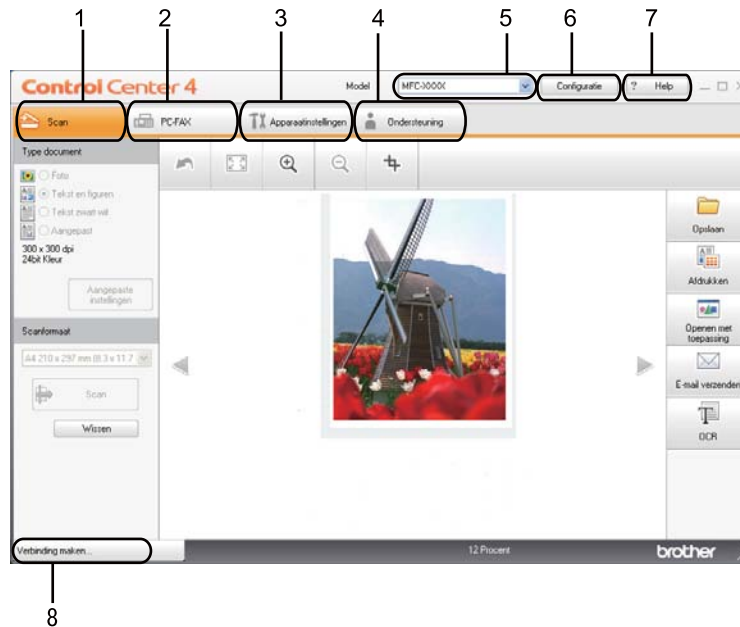 1 2 3 4 5 6 7
Control Center 4 Model MFC-XXXX Configuratie ? Help
Scan PC-FAX Apparaatinstellingen Ondersteuning
Type document
Foto
Tekst en figuren
Tekst zwart wit
Aangepast
300 x 300 dpi
24bit Kleur
Aangepaste
instellingen
Scanformaat
A4 210 x 297 mm (8.3 x 11.7
Scan
Wissen
Opslaan
Afdrukken
Openen met
toepassing
E-mail verzenden
OCR
Verbinding maken... 12 Procent brother
8